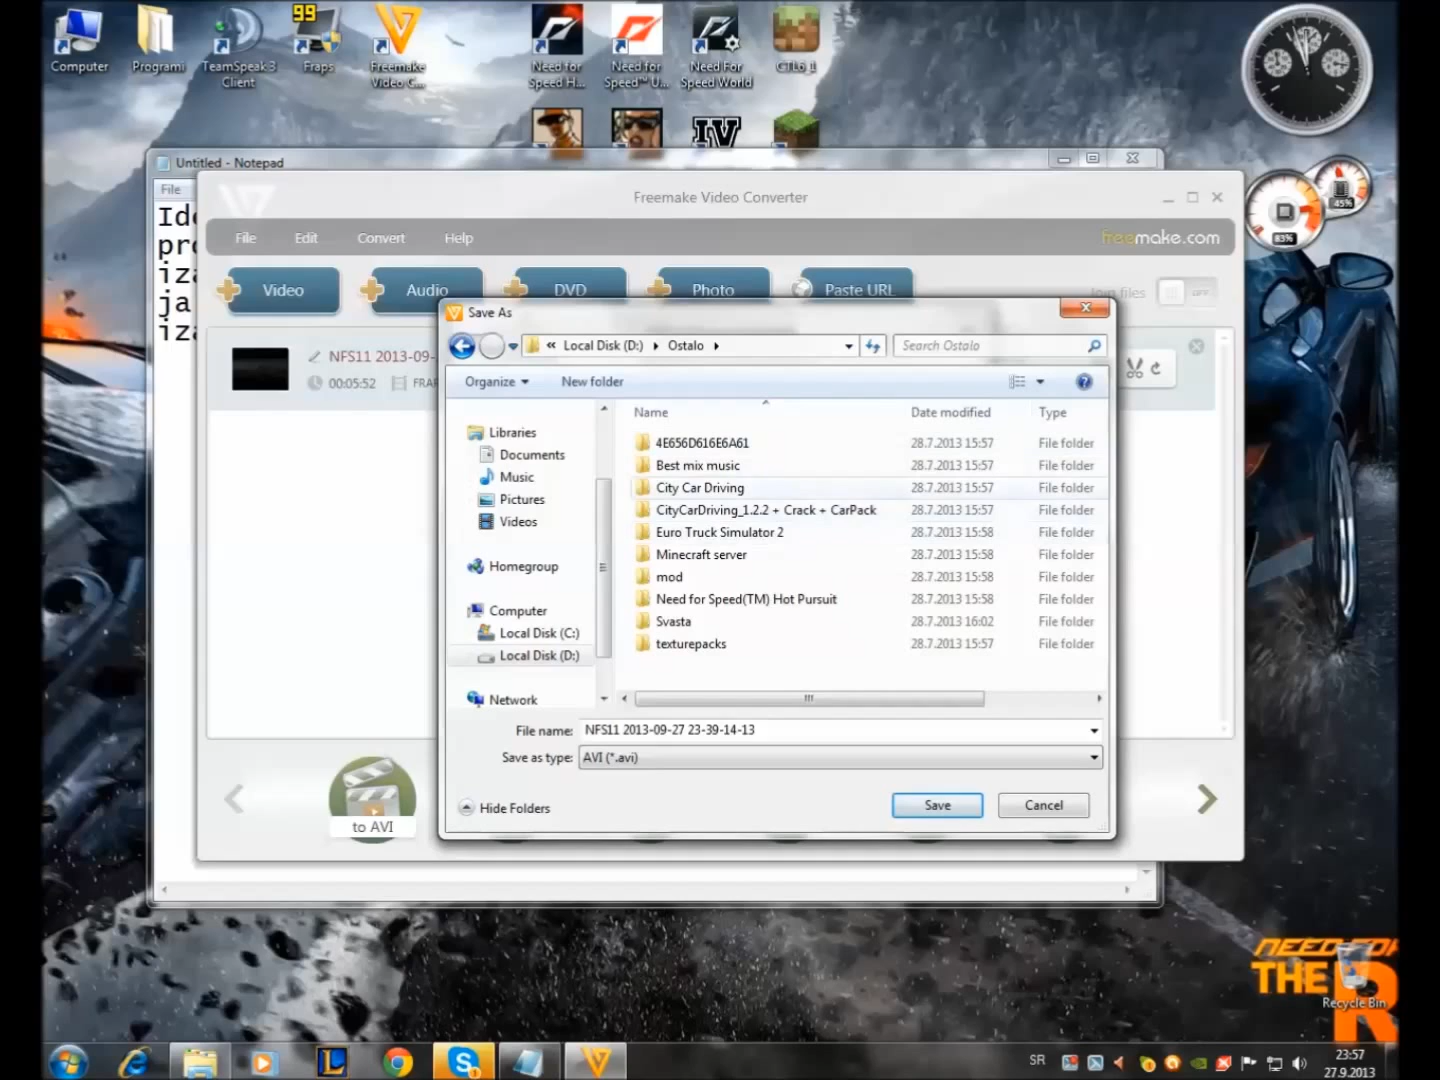 99
Computer
Programi
TeamSpeak 3
Client
Fraps
Freemake
Video C...
Need for
Speed H...
Need for
Speed™ U...
Need For
Speed World
IV
Untitled - Notepad
File
Freemake Video Converter
File Edit Convert Help
freemake.com
Video Audio DVD Photo Paste URL
Join files OFF
NFS11 2013-09-
00:05:52
Save As
« Local Disk (D:) Ostalo
Search Ostalo
Organize New folder
Name Date modified Type
4E656D616E6A61 28.7.2013 15:57 File folder
Best mix music 28.7.2013 15:57 File folder
City Car Driving 28.7.2013 15:57 File folder
CityCarDriving_1.2.2 + Crack + CarPack 28.7.2013 15:57 File folder
Euro Truck Simulator 2 28.7.2013 15:58 File folder
Minecraft server 28.7.2013 15:58 File folder
mod 28.7.2013 15:58 File folder
Need for Speed(TM) Hot Pursuit 28.7.2013 15:58 File folder
Svasta 28.7.2013 16:02 File folder
texturepacks 28.7.2013 15:57 File folder
Libraries
Documents
Music
Pictures
Videos
Homegroup
Computer
Local Disk (C:)
Local Disk (D:)
Network
File name: NFS11 2013-09-27 23-39-14-13
Save as type: AVI (*.avi)
Hide Folders
Save Cancel
to AVI
45%
83%
NEED FOR
THE R
Recycle Bin
SR
23:57
27.9.2013